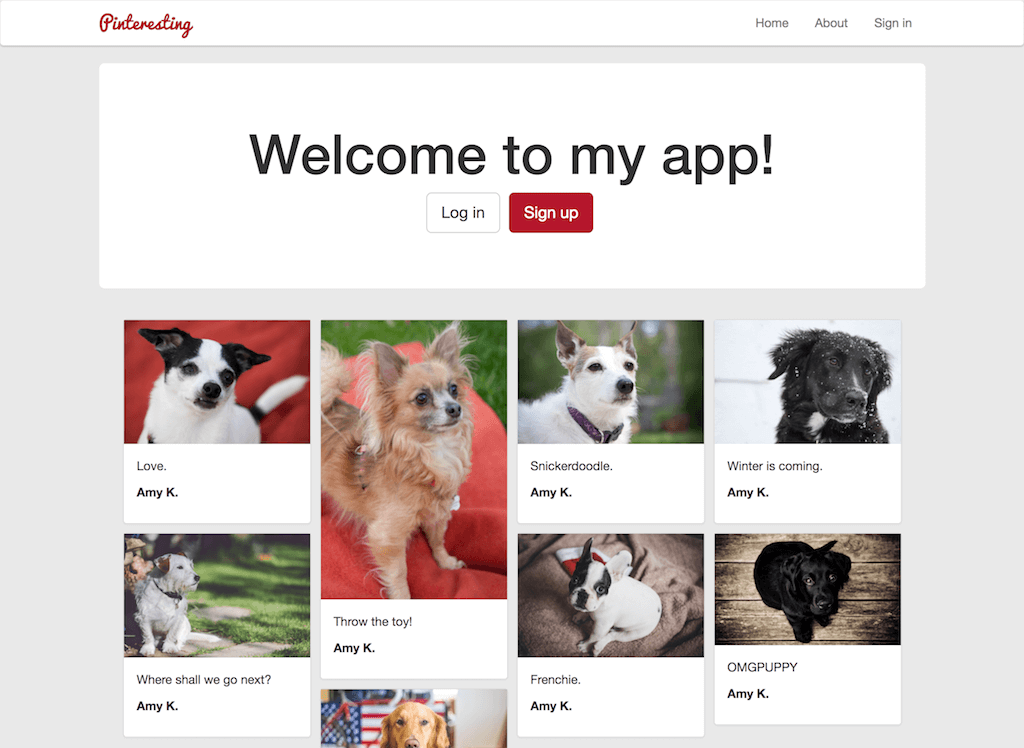 Pinteresting
Home
About
Sign in
Welcome to my app!
Log in
Sign up
Love.
Amy K.
Where shall we go next?
Amy K.
Throw the toy!
Amy K.
Snickerdoodle.
Amy K.
Frenchie.
Amy K.
Winter is coming.
Amy K.
OMGPUPPY
Amy K.